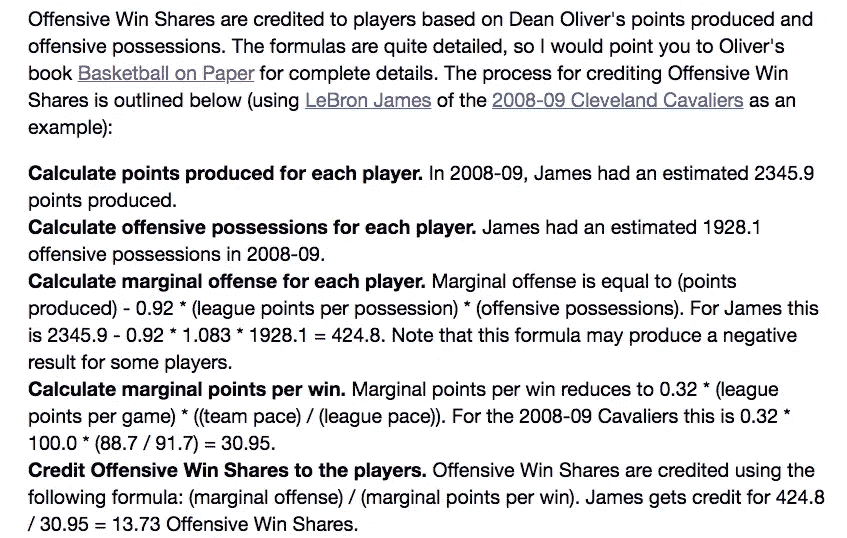 Offensive Win Shares are credited to players based on Dean Oliver's points produced and
offensive possessions. The formulas are quite detailed, so I would point you to Oliver's
book Basketball on Paper for complete details. The process for crediting Offensive Win
Shares is outlined below (using LeBron James of the 2008-09 Cleveland Cavaliers as an
example):
Calculate points produced for each player. In 2008-09, James had an estimated 2345.9
points produced.
Calculate offensive possessions for each player. James had an estimated 1928.1
offensive possessions in 2008-09.
Calculate marginal offense for each player. Marginal offense is equal to (points
produced) - 0.92 * (league points per possession) * (offensive possessions). For James this
is 2345.9 - 0.92 * 1.083 * 1928.1 = 424.8. Note that this formula may produce a negative
result for some players.
Calculate marginal points per win. Marginal points per win reduces to 0.32 * (league
points per game) * ((team pace) / (league pace)). For the 2008-09 Cavaliers this is 0.32 *
100.0 * (88.7 / 91.7) = 30.95.
Credit Offensive Win Shares to the players. Offensive Win Shares are credited using the
following formula: (marginal offense) / (marginal points per win). James gets credit for 424.8
/ 30.95 = 13.73 Offensive Win Shares.